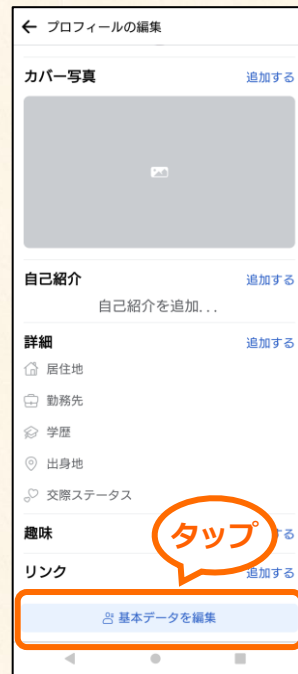 プロフィールの編集
カバー写真 追加する
自己紹介 追加する
自己紹介を追加...
詳細 追加する
居住地
勤務先
学歴
出身地
交際ステータス
趣味 する
タップ
リンク 追加する
基本データを編集